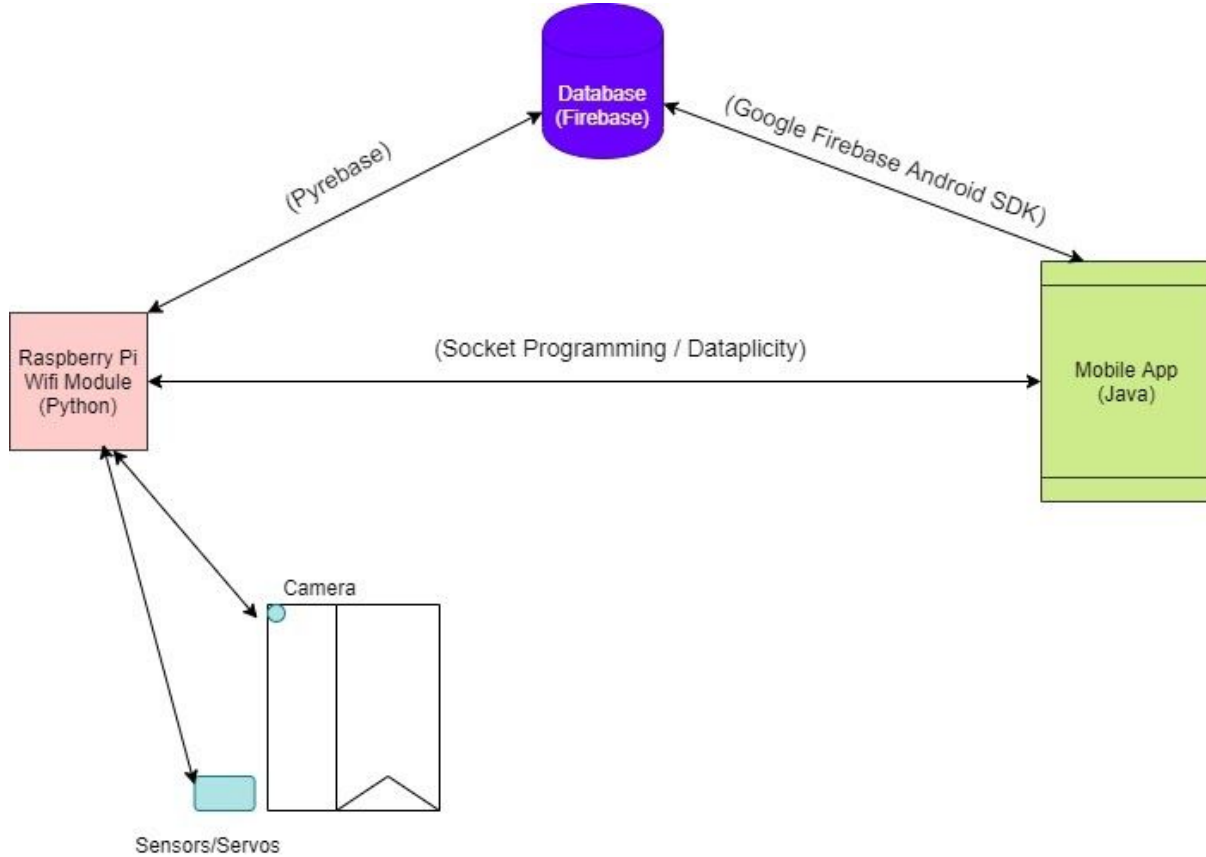 Database
(Firebase)
(Pyrebase)
(Google Firebase Android SDK)
Raspberry Pi
Wifi Module
(Python)
(Socket Programming / Dataplicity)
Mobile App
(Java)
Camera
Sensors/Servos